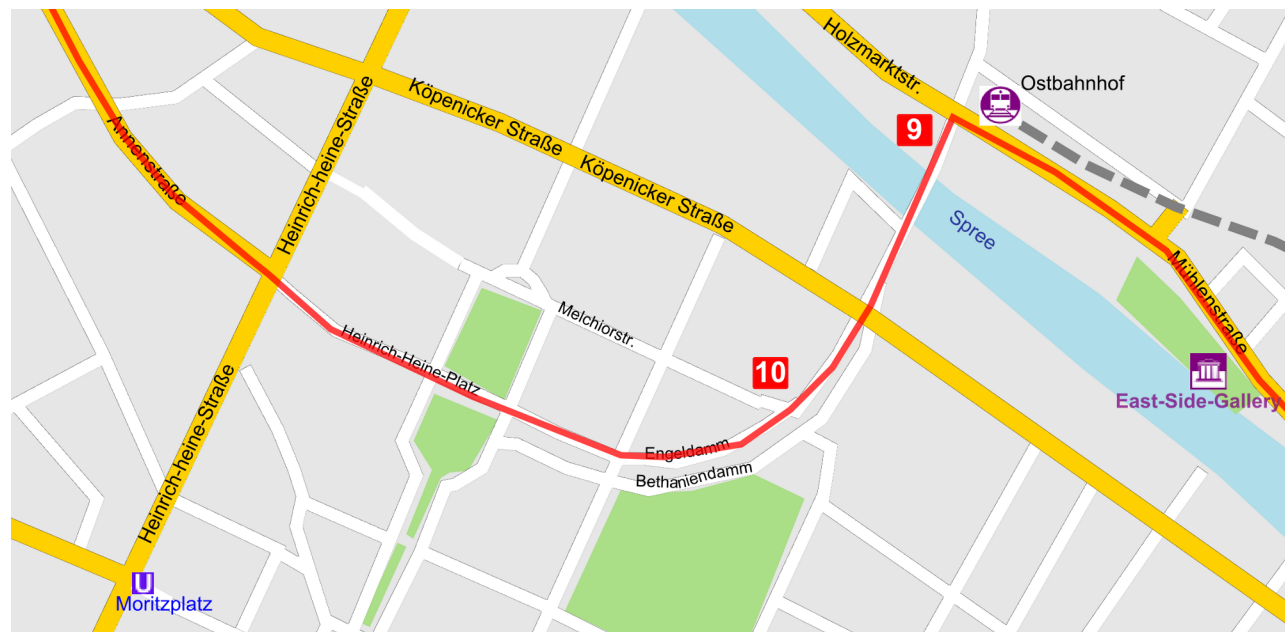 Holzmarktstr.
Ostbahnhof
Heinrich-heine-Straße
Köpenicker Straße
9
Annenstraße
Köpenicker Straße
Spree
Mühlenstraße
Melchiorstr.
Heinrich-Heine-Platz
10
East-Side-Gallery
Heinrich-heine-Straße
Engeldamm
Bethaniendamm
U
Moritzplatz